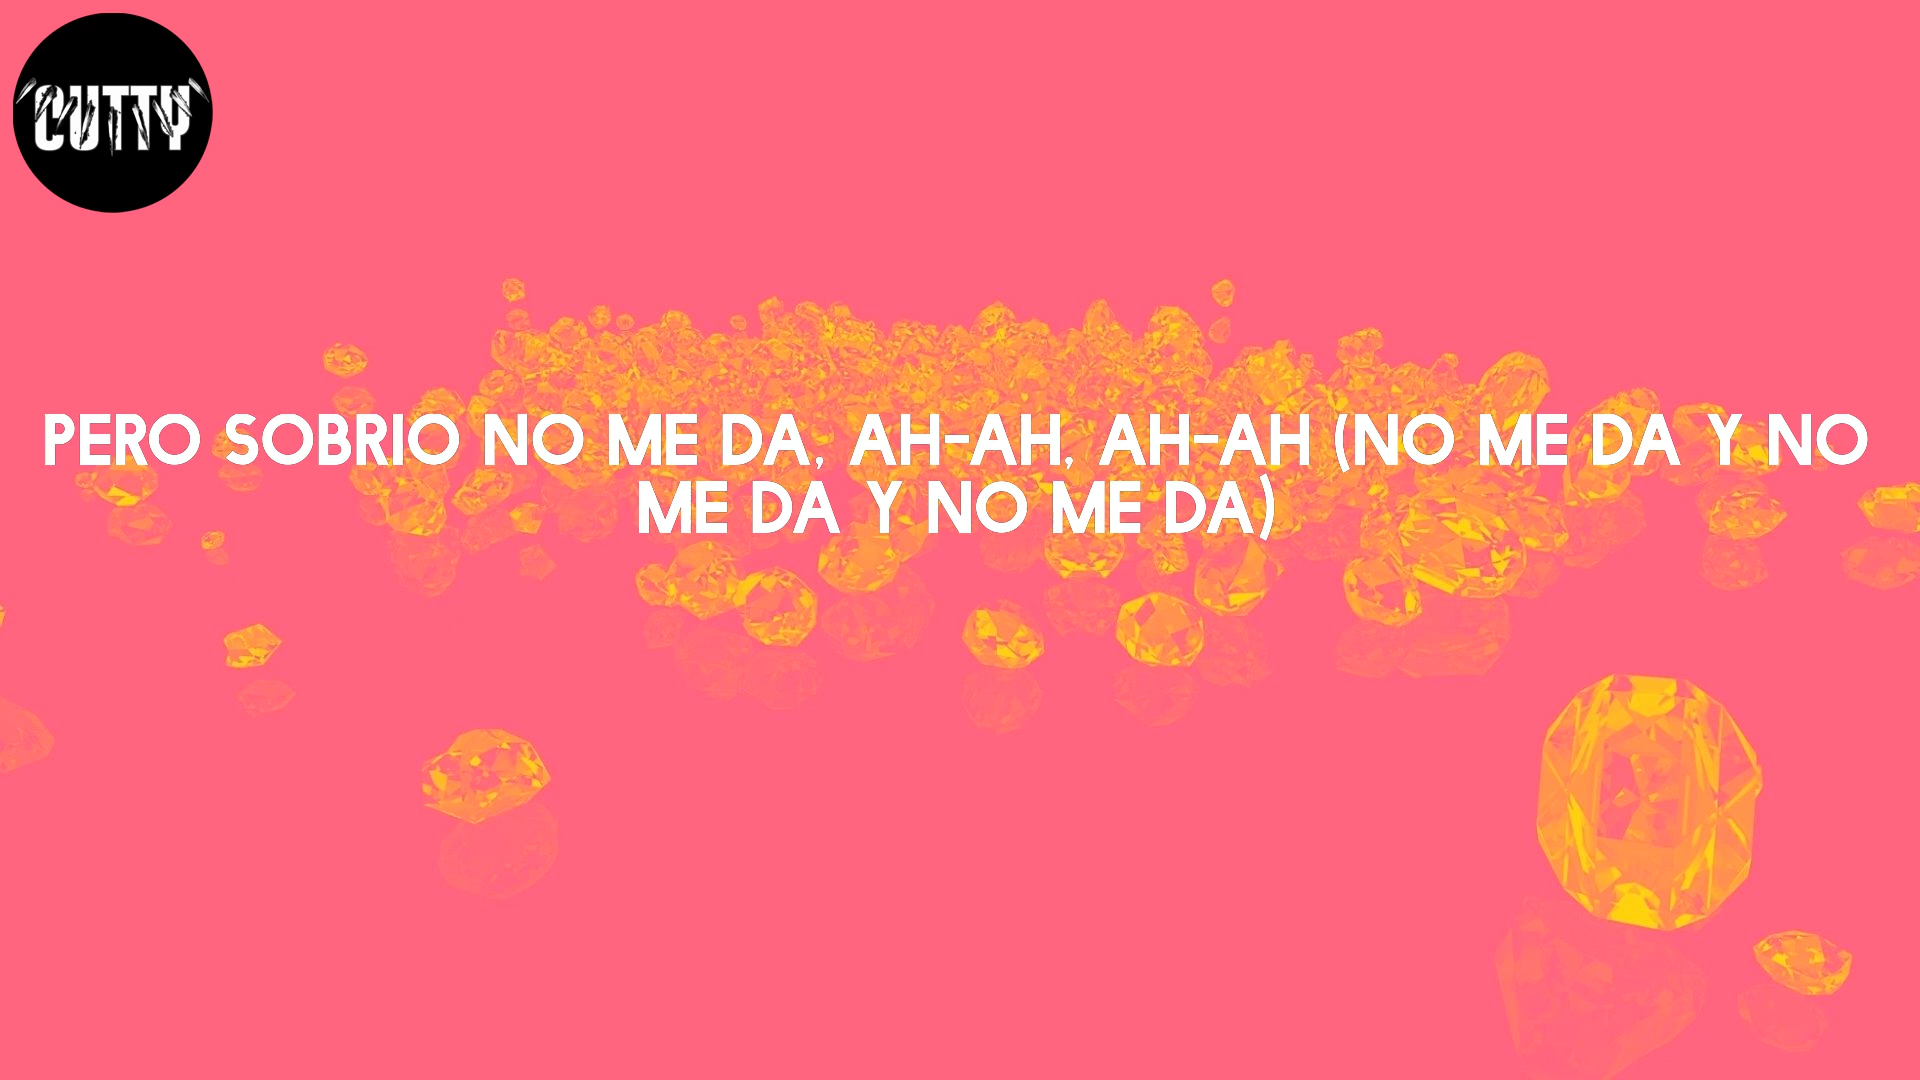 CUTTY
PERO SOBRIO NO ME DA, AH-AH, AH-AH (NO ME DA Y NO
ME DA Y NO ME DA)